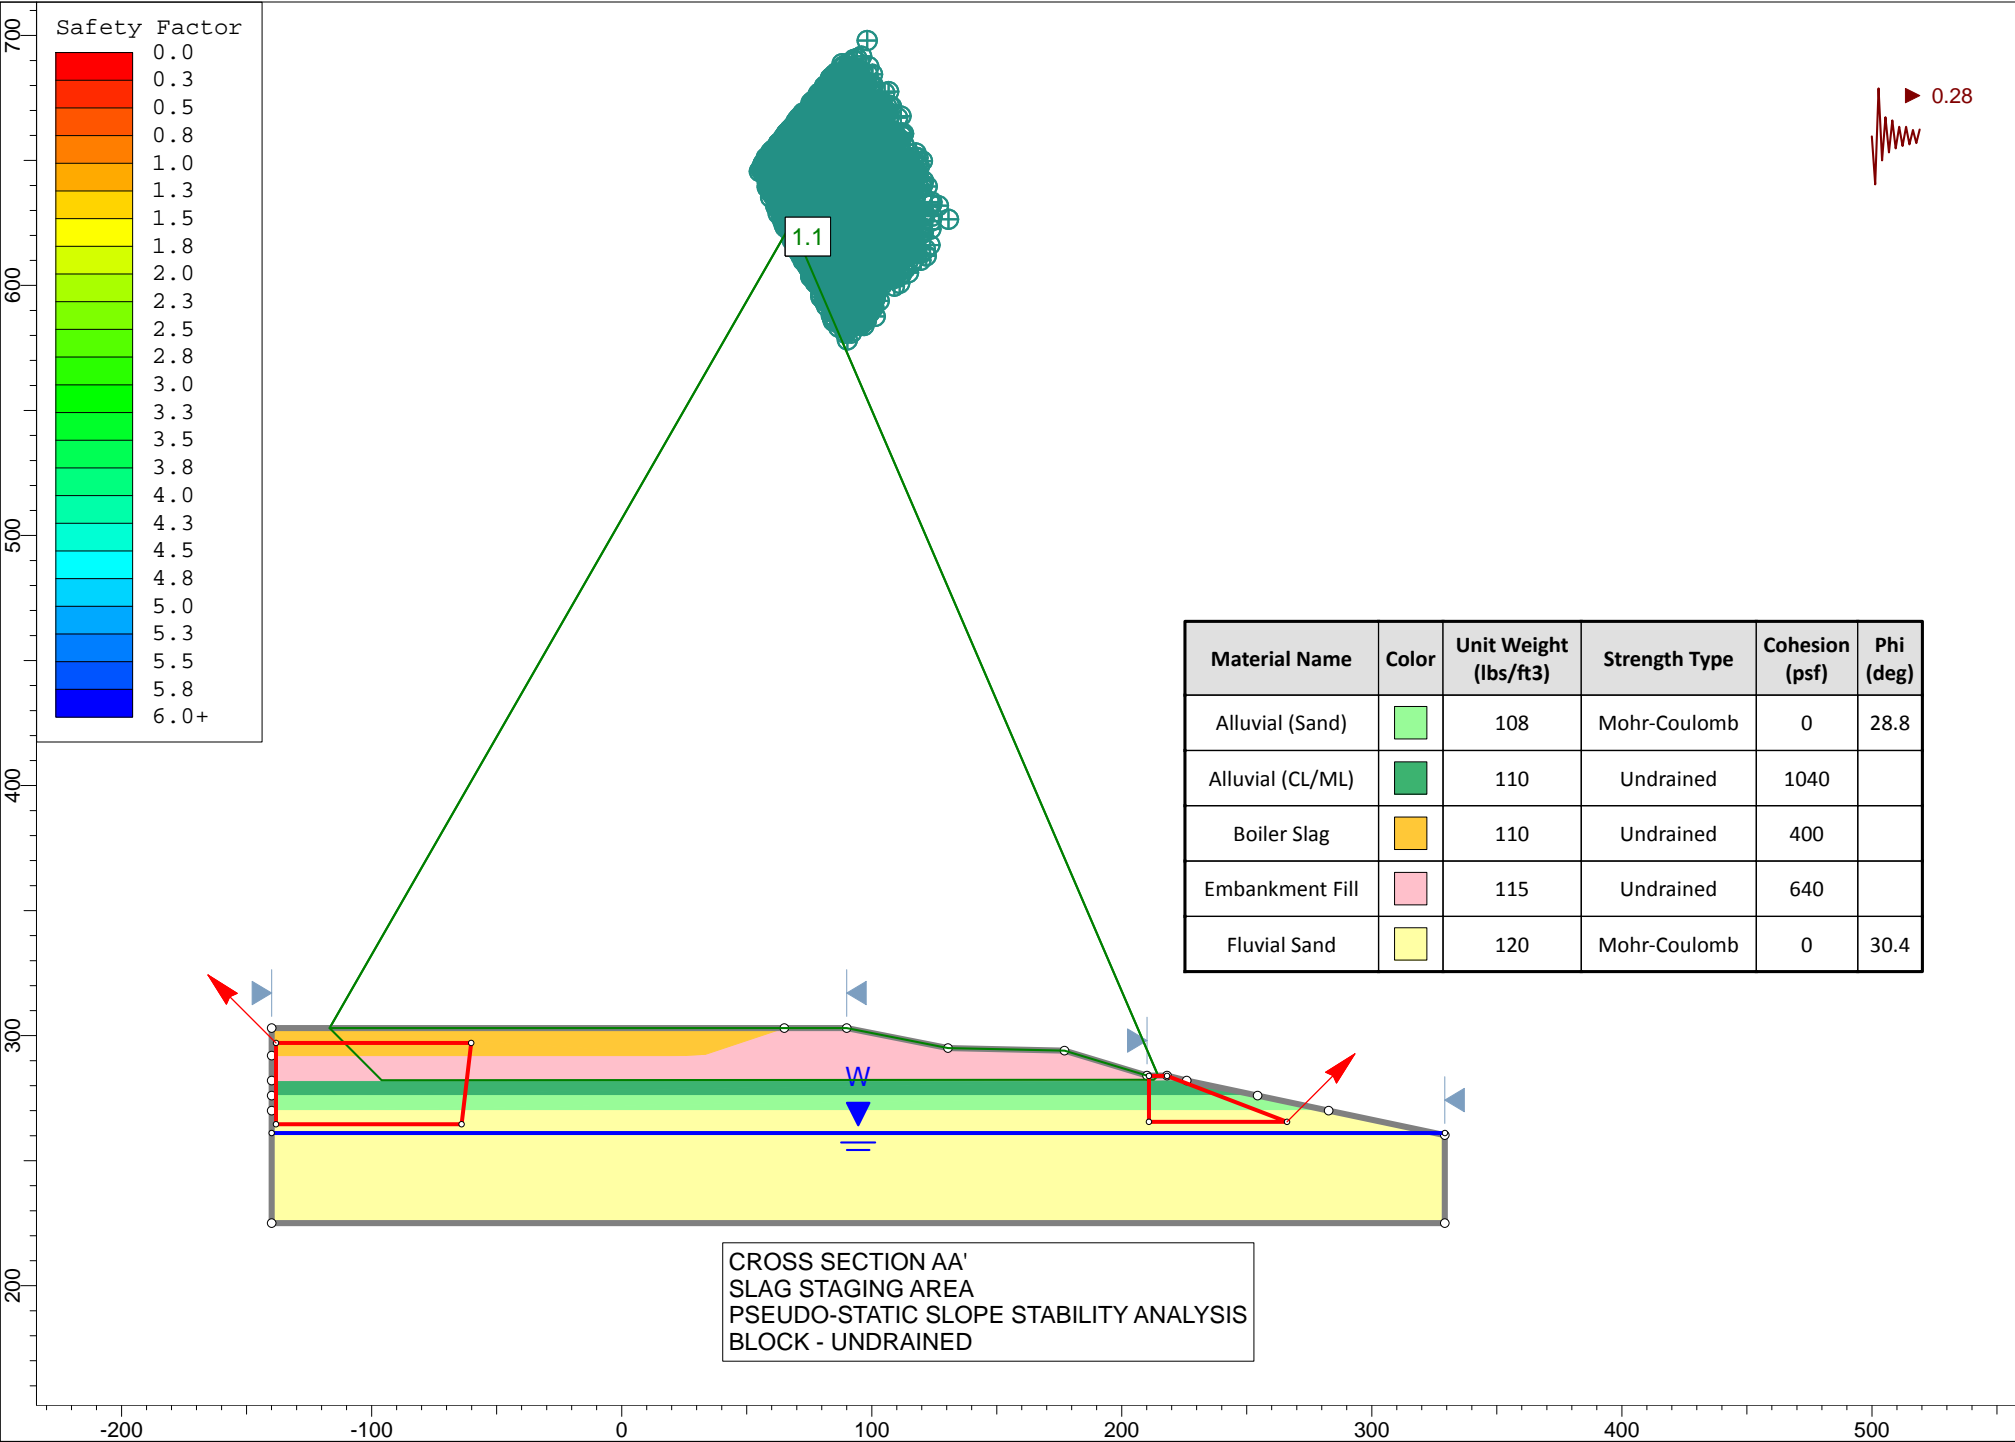 Safety Factor
0.0
0.3
0.5
0.8
1.0
1.3
1.5
1.8
2.0
2.3
2.5
2.8
3.0
3.3
3.5
3.8
4.0
4.3
4.5
4.8
5.0
5.3
5.5
5.8
6.0+
700
600
500
400
300
200
1.1
0.28
Material Name Color Unit Weight (lbs/ft3) Strength Type Cohesion (psf) Phi (deg)
Alluvial (Sand) 108 Mohr-Coulomb 0 28.8
Alluvial (CL/ML) 110 Undrained 1040
Boiler Slag 110 Undrained 400
Embankment Fill 115 Undrained 640
Fluvial Sand 120 Mohr-Coulomb 0 30.4
W
CROSS SECTION AA'
SLAG STAGING AREA
PSEUDO-STATIC SLOPE STABILITY ANALYSIS
BLOCK - UNDRAINED
-200 -100 0 100 200 300 400 500